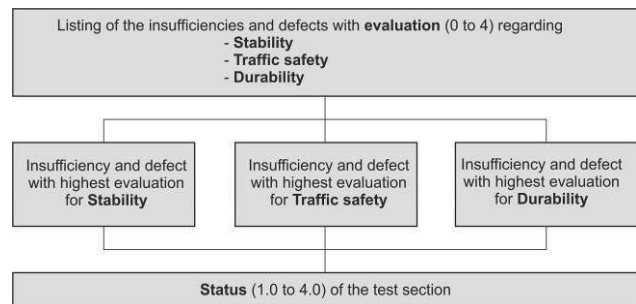 Listing of the insufficiencies and defects with evaluation (0 to 4) regarding
- Stability
- Traffic safety
- Durability
Insufficiency and defect
with highest evaluation
for Stability
Insufficiency and defect
with highest evaluation
for Traffic safety
Insufficiency and defect
with highest evaluation
for Durability
Status (1.0 to 4.0) of the test section